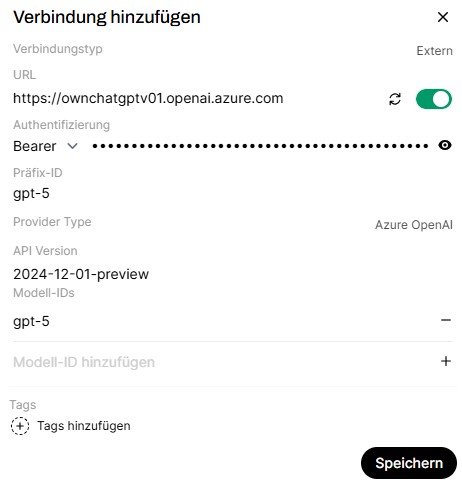 Verbindung hinzufügen
Verbindungstyp
Extern
URL
https://ownchatgptv01.openai.azure.com
Authentifizierung
Bearer
Präfix-ID
gpt-5
Provider Type
Azure OpenAI
API Version
2024-12-01-preview
Modell-IDs
gpt-5
Modell-ID hinzufügen
Tags
Tags hinzufügen
Speichern